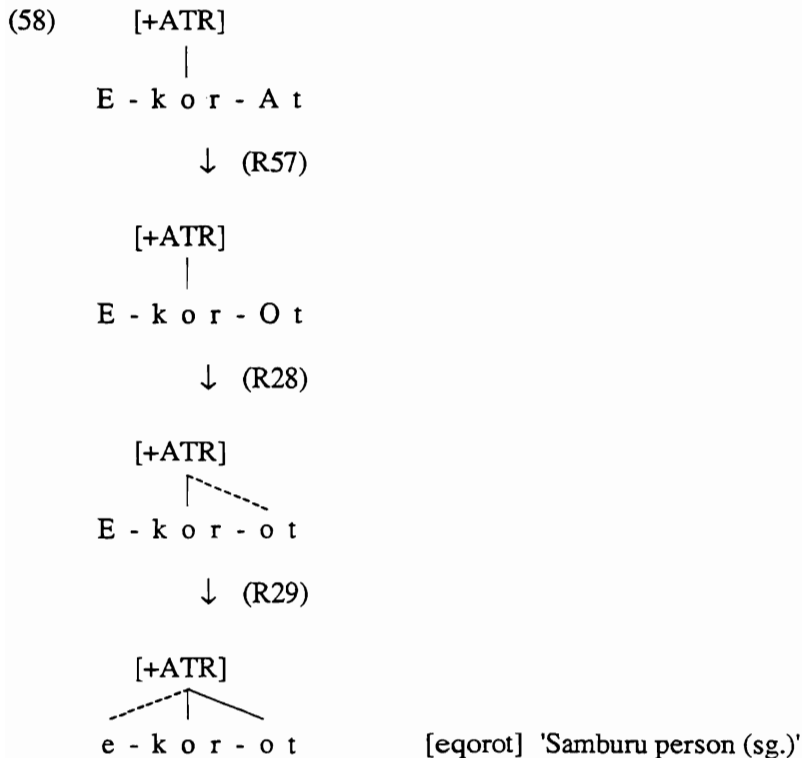 (58) [+ATR]
E - k o r - A t
↓ (R57)
[+ATR]
E - k o r - O t
↓ (R28)
[+ATR]
E - k o r - o t
↓ (R29)
[+ATR]
e - k o r - o t [eqorot] 'Samburu person (sg.)'